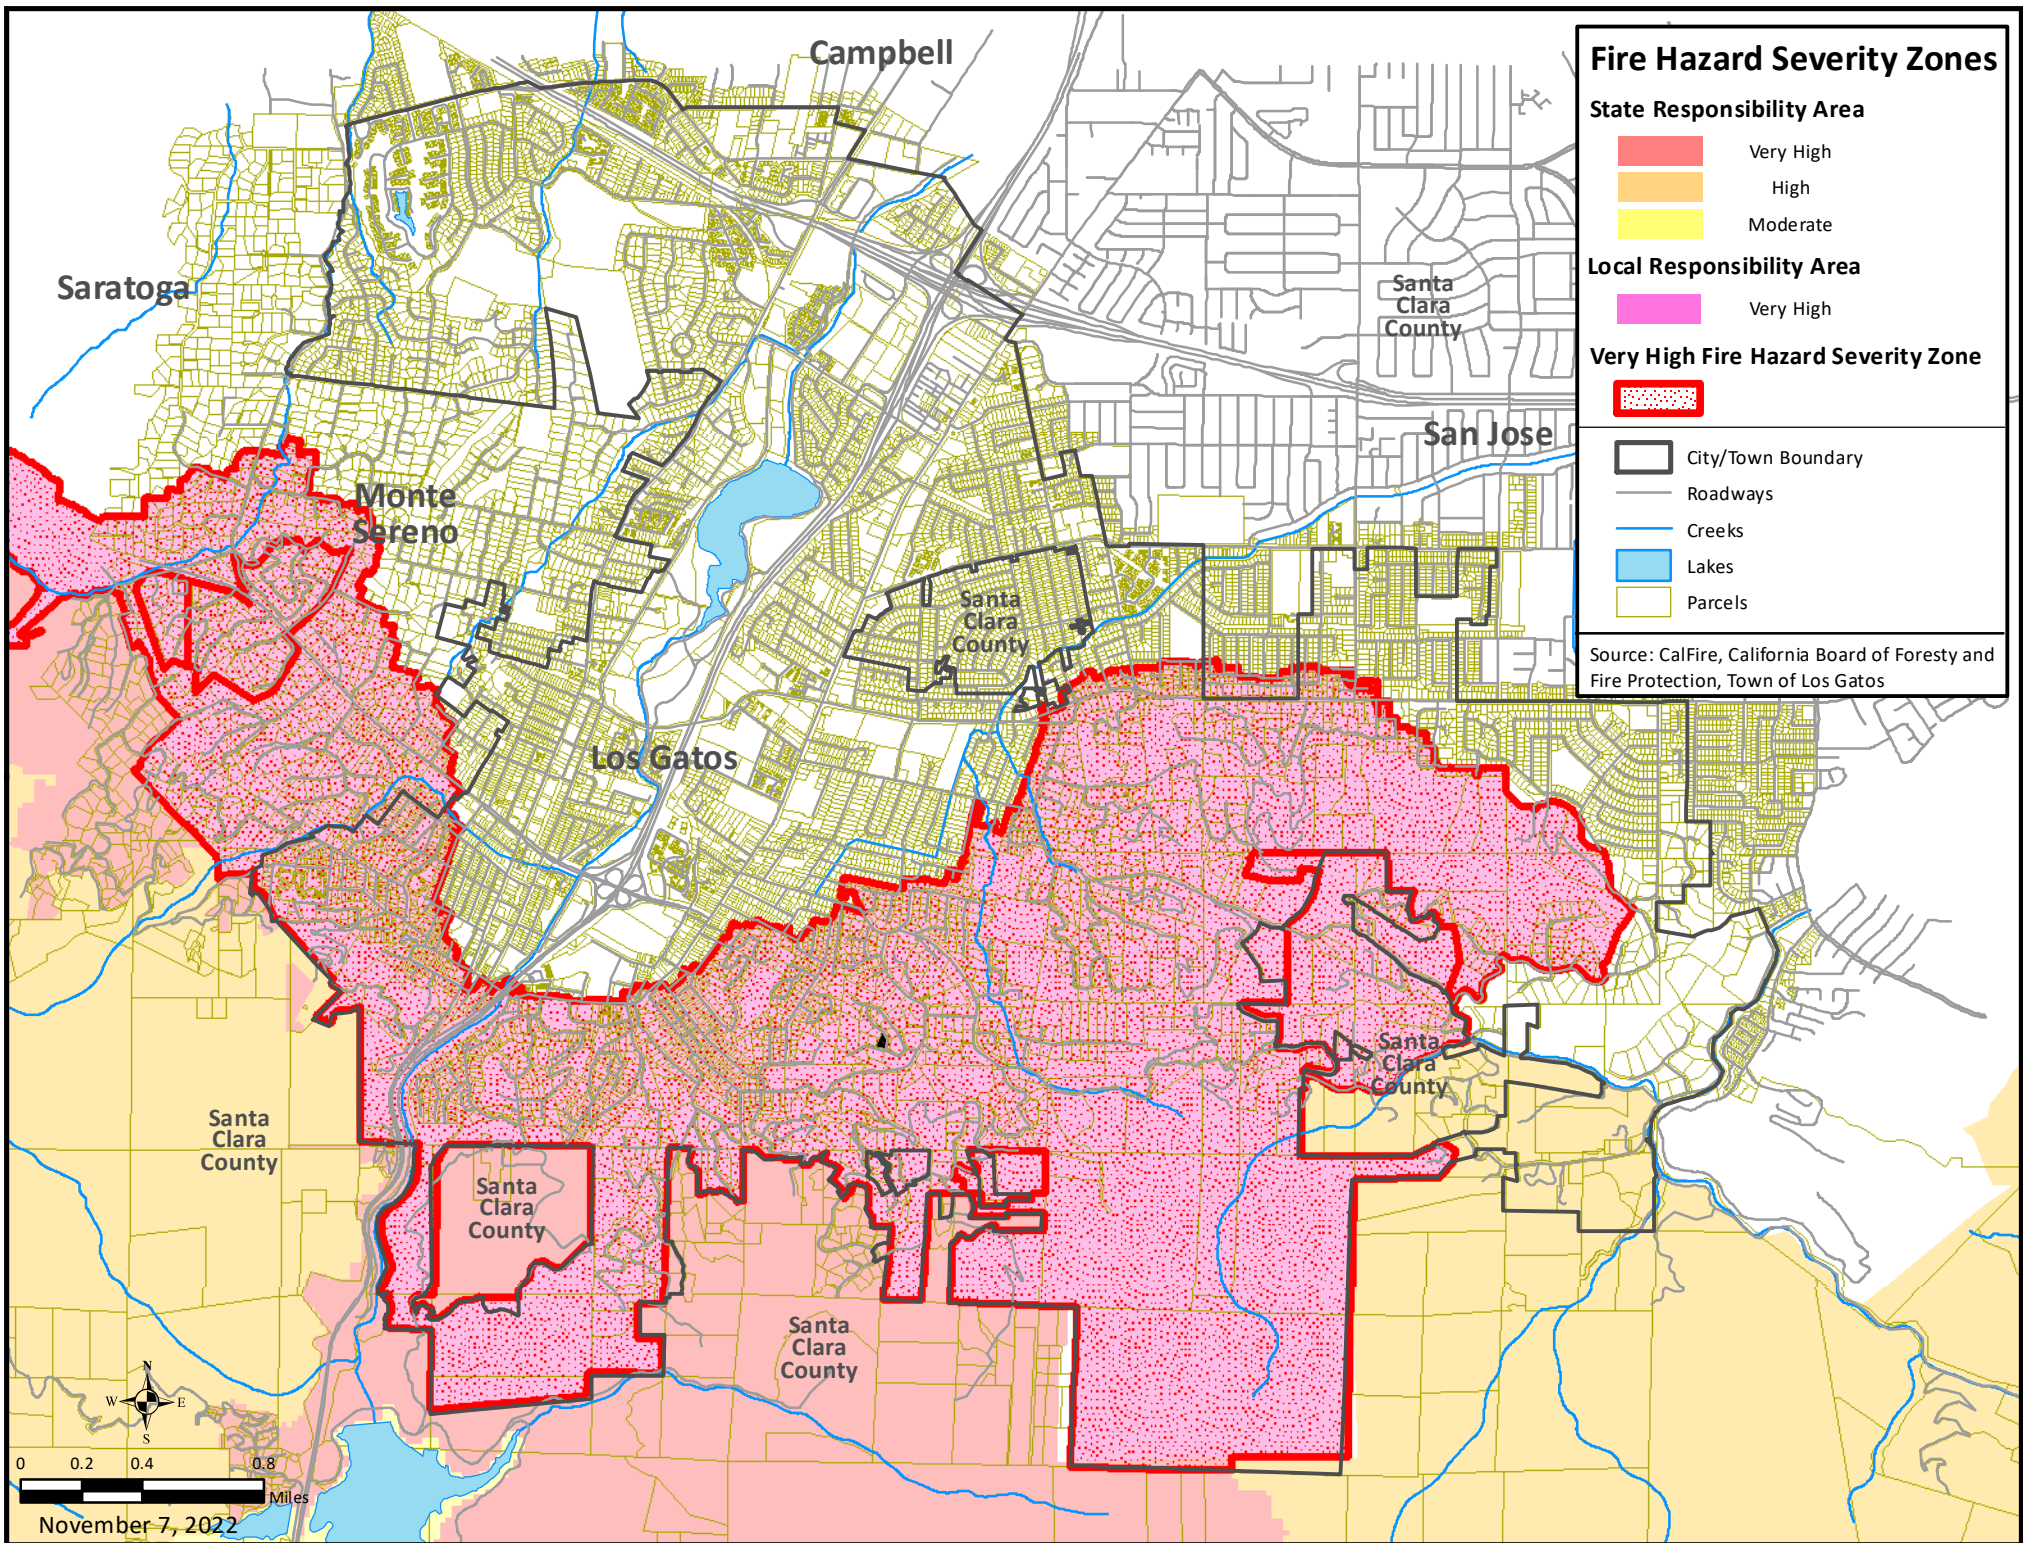 Campbell
Saratoga
Santa
Clara
County
San Jose
Monte
Sereno
Santa
Clara
County
Los Gatos
Santa
Clara
County
Santa
Clara
County
Santa
Clara
County
Santa
Clara
County
Fire Hazard Severity Zones
State Responsibility Area
Very High
High
Moderate
Local Responsibility Area
Very High
Very High Fire Hazard Severity Zone
City/Town Boundary
Roadways
Creeks
Lakes
Parcels
Source: CalFire, California Board of Foresty and
Fire Protection, Town of Los Gatos
N
W E
S
0 0.2 0.4 0.8
Miles
November 7, 2022